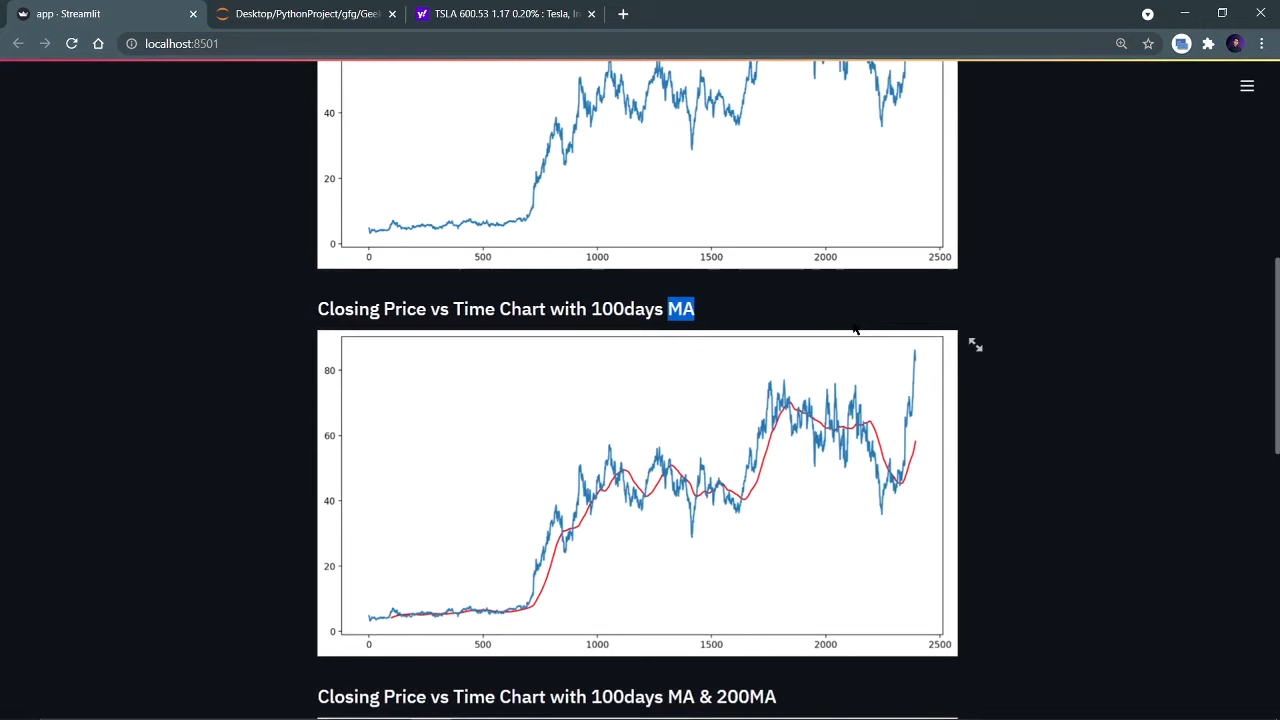 app · Streamlit
Desktop/PythonProject/gfg/Geek
TSLA 600.53 1.17 0.20% : Tesla, In
localhost:8501
40
20
0
0 500 1000 1500 2000 2500
Closing Price vs Time Chart with 100days MA
80
60
40
20
0
0 500 1000 1500 2000 2500
Closing Price vs Time Chart with 100days MA & 200MA